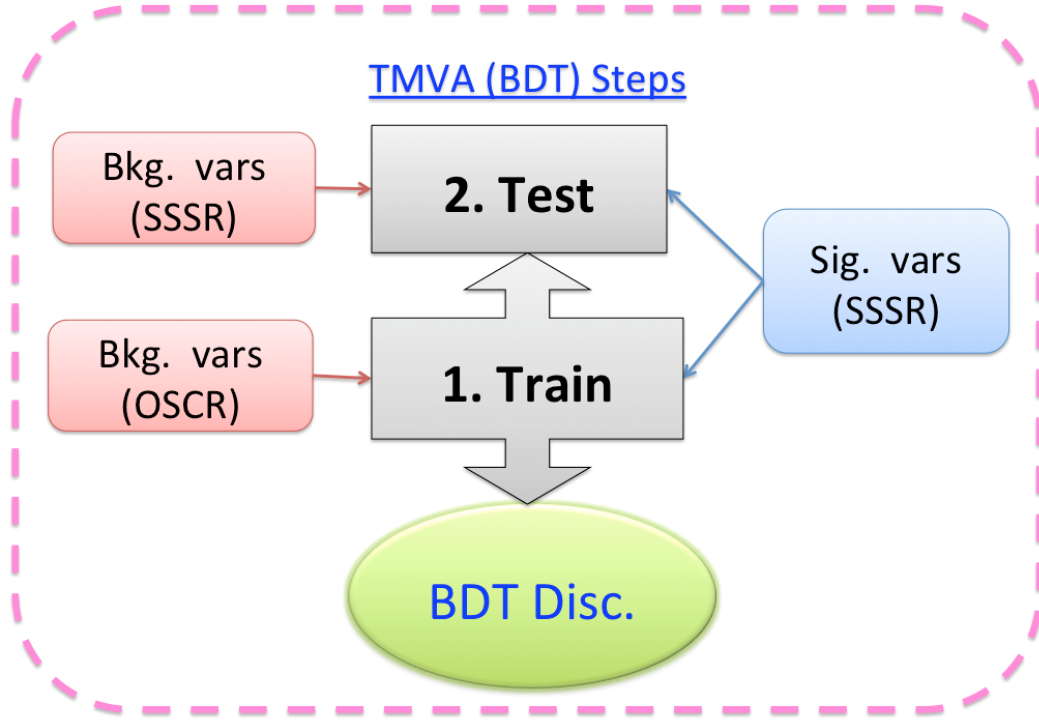 TMVA (BDT) Steps
Bkg. vars
(SSSR)
2. Test
Sig. vars
(SSSR)
Bkg. vars
(OSCR)
1. Train
BDT Disc.